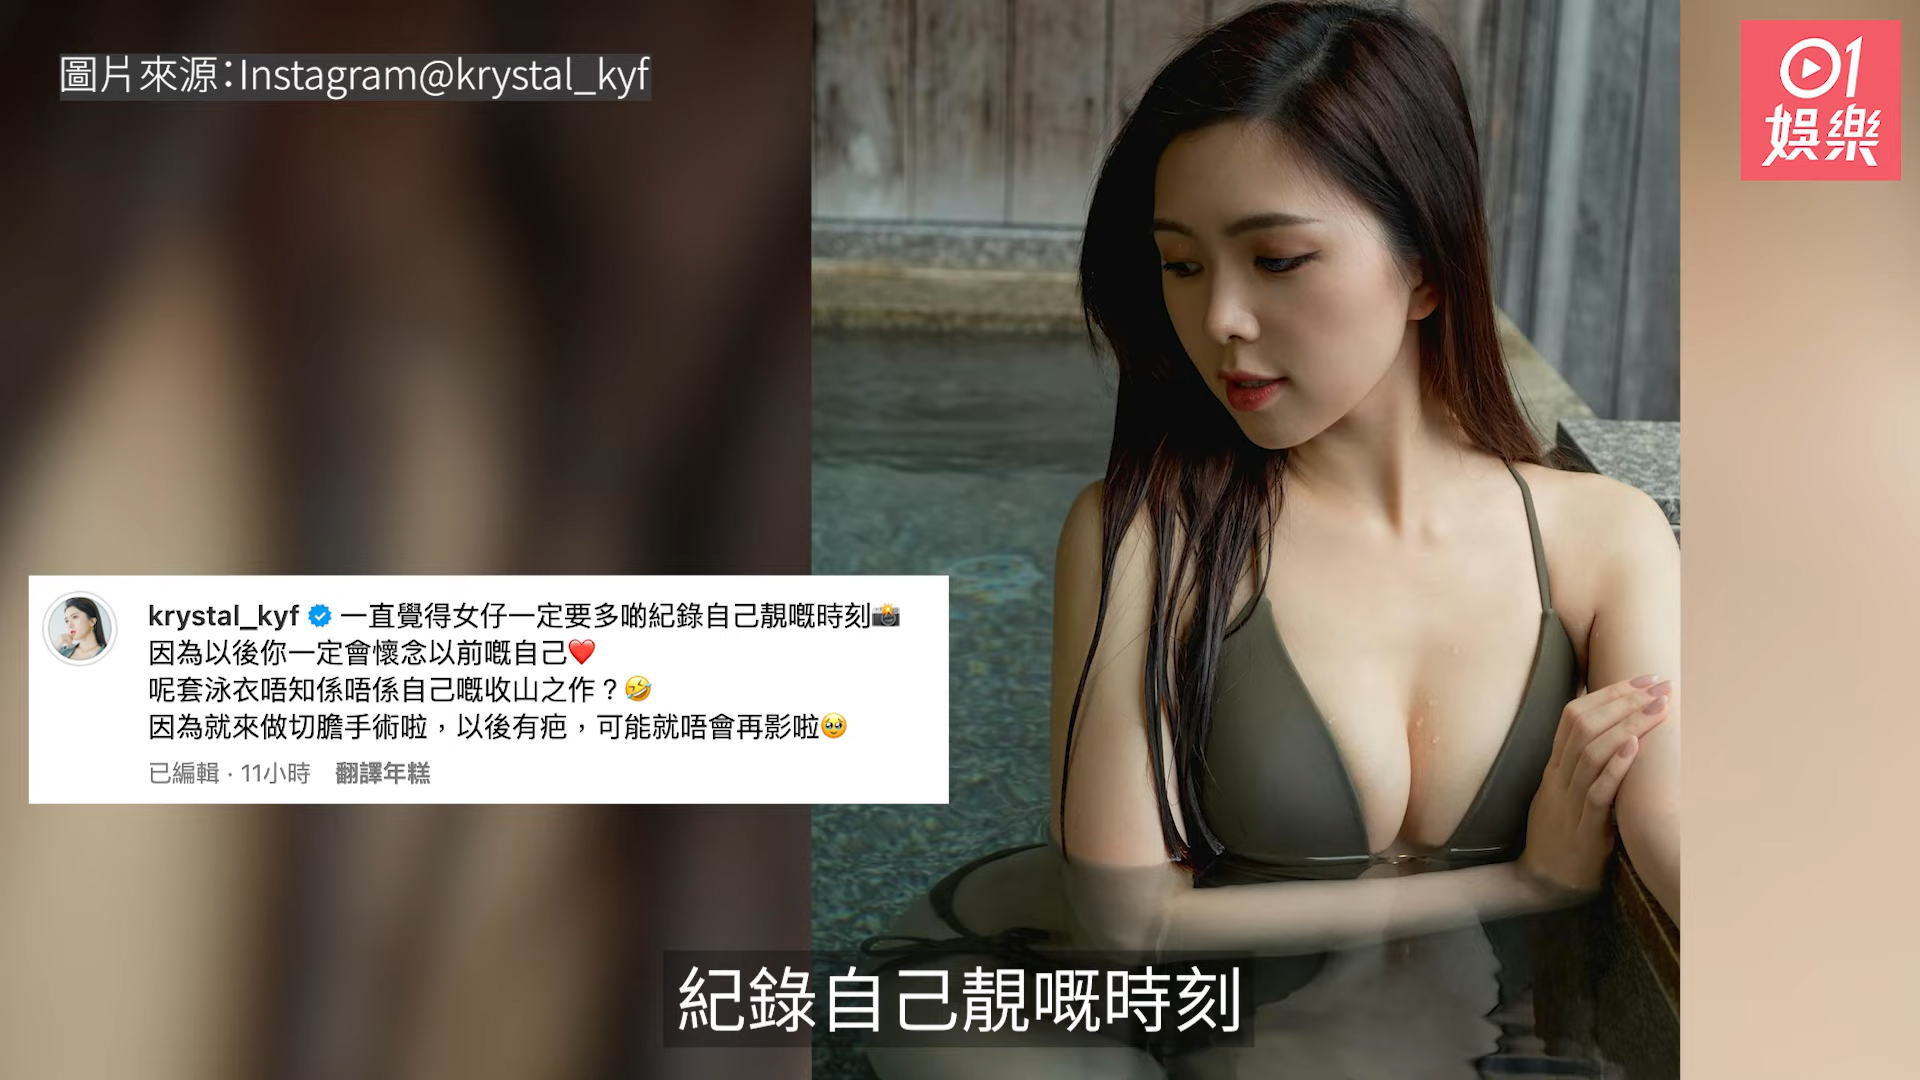 圖片來源:Instagram@krystal_kyf
01
娛樂
krystal_kyf 一直覺得女仔一定要多啲紀錄自己靚嘅時刻📸
因為以後你一定會懷念以前嘅自己❤️
呢套泳衣唔知係唔係自己嘅收山之作？🤣
因為就來做切膽手術啦，以後有疤，可能就唔會再影啦🥹
已編輯·11小時 翻譯年糕
紀錄自己靚嘅時刻